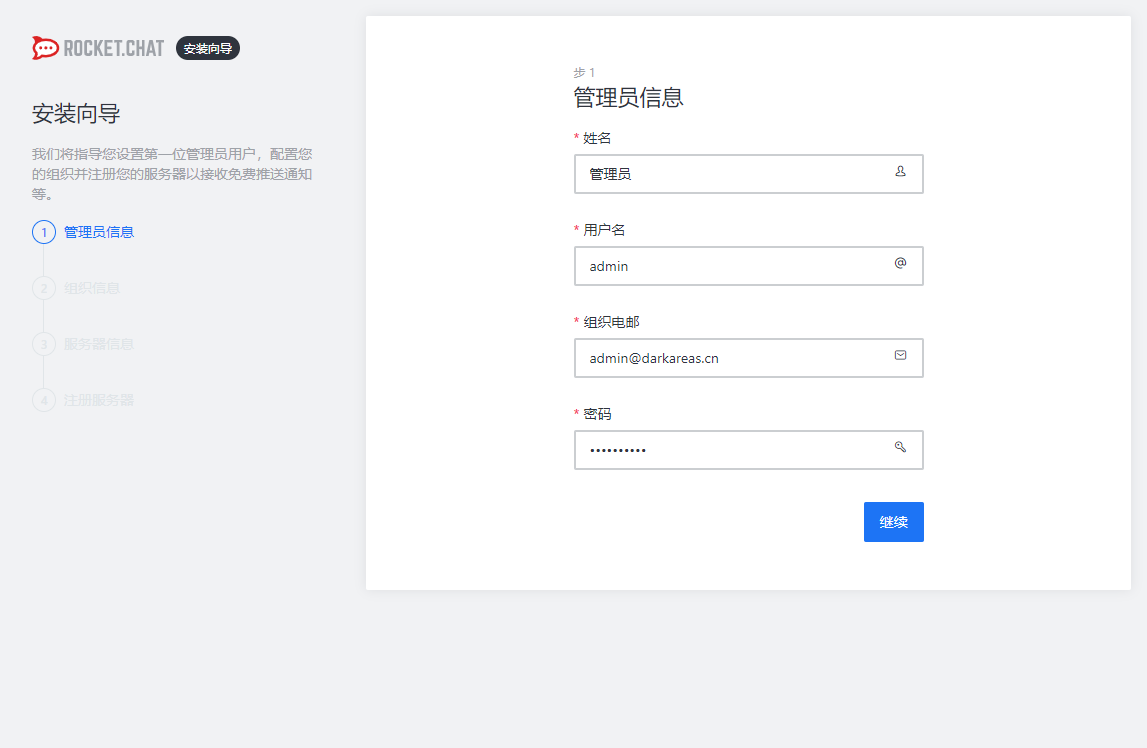 ROCKET.CHAT 安装向导
安装向导
我们将指导您设置第一位管理员用户，配置您
的组织并注册您的服务器以接收免费推送通知
等。
1 管理员信息
2 组织信息
3 服务器信息
4 注册服务器
步 1
管理员信息
* 姓名
管理员
* 用户名
admin @
* 组织电邮
admin@darkareas.cn
* 密码
••••••••••
继续